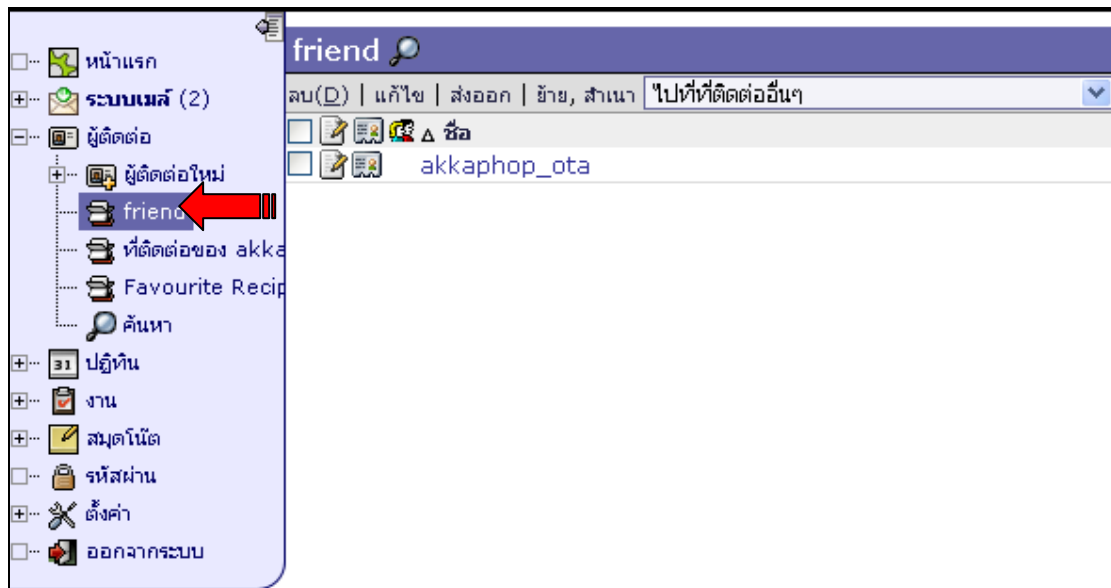 หน้าแรก
ระบบเมล์ (2)
ผู้ติดต่อ
ผู้ติดต่อใหม่
friend
ที่ติดต่อของ akka
Favourite Recip
ค้นหา
31 ปฏิทิน
งาน
สมุดโน๊ต
รหัสผ่าน
ตั้งค่า
ออกจากระบบ
friend
ลบ(D) | แก้ไข | ส่งออก | ย้าย, สำเนา ไปที่ที่ติดต่ออื่นๆ
ชื่อ
akkaphop_ota